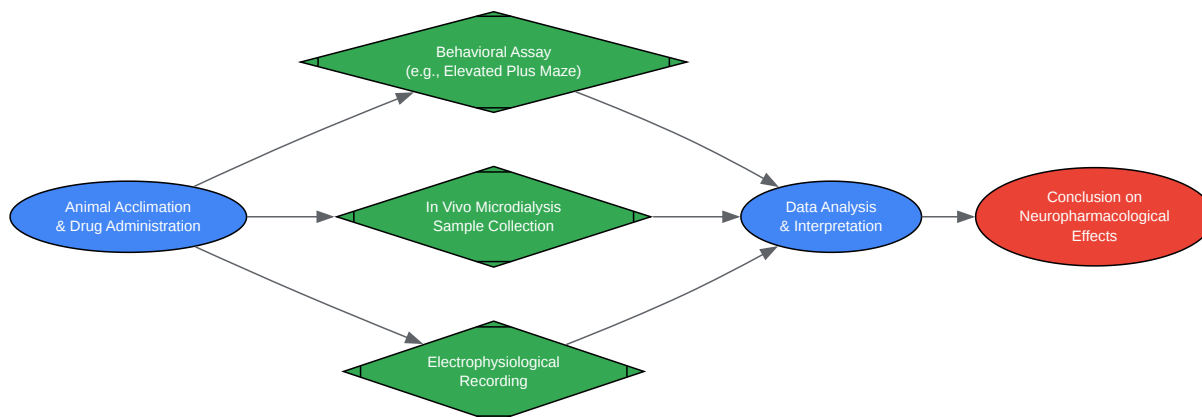 Behavioral Assay
(e.g., Elevated Plus Maze)
Animal Acclimation
& Drug Administration
In Vivo Microdialysis
Sample Collection
Data Analysis
& Interpretation
Conclusion on
Neuropharmacological
Effects
Electrophysiological
Recording